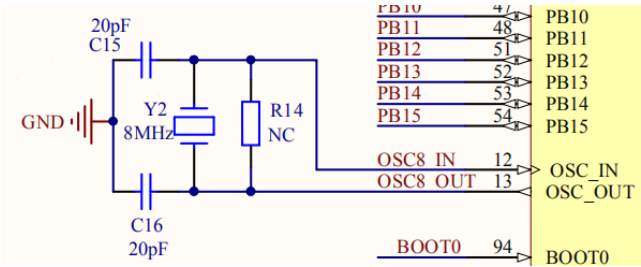 PB10 47 PB10
20pF
C15
PB11 48 PB11
PB12 51 PB12
PB13 52 PB13
PB14 53 PB14
PB15 54 PB15
GND
Y2
8MHz
R14
NC
OSC8_IN 12 OSC_IN
OSC8_OUT 13 OSC_OUT
C16
20pF
BOOT0 94 BOOT0